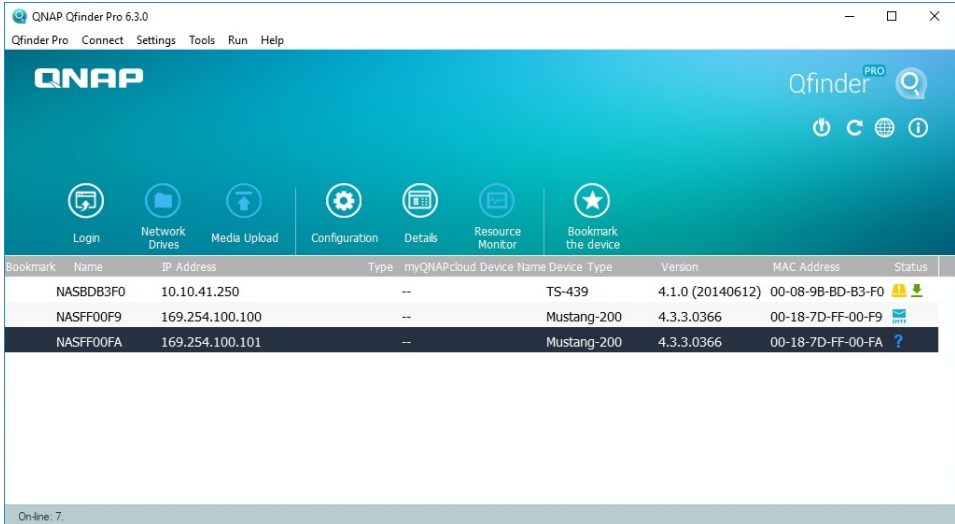 QNAP Qfinder Pro 6.3.0
Qfinder Pro Connect Settings Tools Run Help
QNAP
Qfinder PRO
Login
Network Drives
Media Upload
Configuration
Details
Resource Monitor
Bookmark the device
Bookmark Name IP Address Type myQNAPcloud Device Name Device Type Version MAC Address Status
NASBDB3F0 10.10.41.250 -- TS-439 4.1.0 (20140612) 00-08-9B-BD-B3-F0
NASFF00F9 169.254.100.100 -- Mustang-200 4.3.3.0366 00-18-7D-FF-00-F9
NASFF00FA 169.254.100.101 -- Mustang-200 4.3.3.0366 00-18-7D-FF-00-FA ?
On-line: 7.